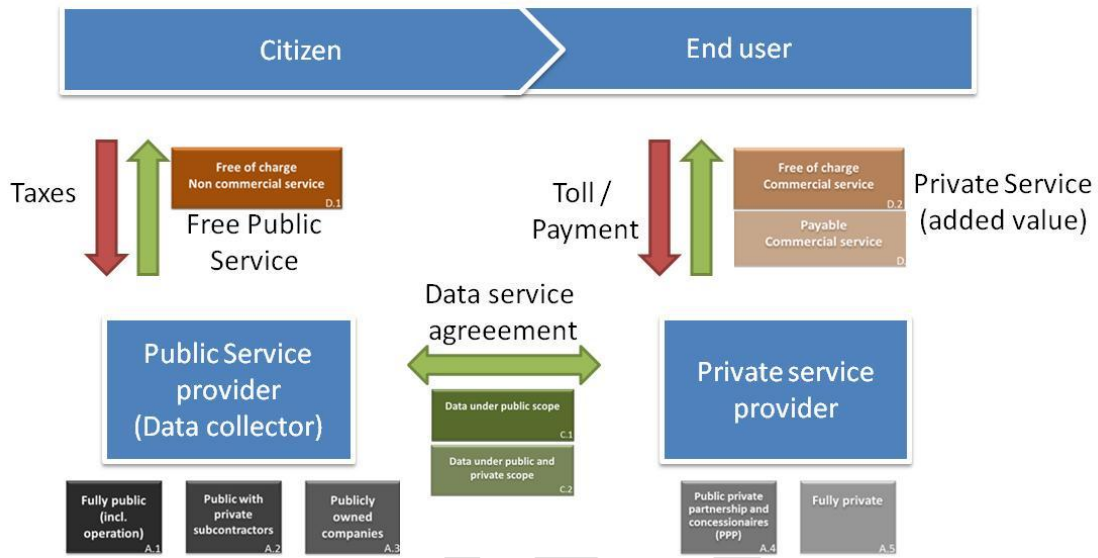 Citizen
End user
Taxes
Free of charge
Non commercial service
D.1
Free Public
Service
Toll /
Payment
Free of charge
Commercial service
D.2
Payable
Commercial service
D.
Private Service
(added value)
Data service
agreeement
Public Service
provider
(Data collector)
Private service
provider
Data under public scope
C.1
Data under public and
private scope
C.2
Fully public
(incl.
operation)
A.1
Public with
private
subcontractors
A.2
Publicly
owned
companies
A.3
Public private
partnership and
concessionaires
(PPP)
A.4
Fully private
A.5